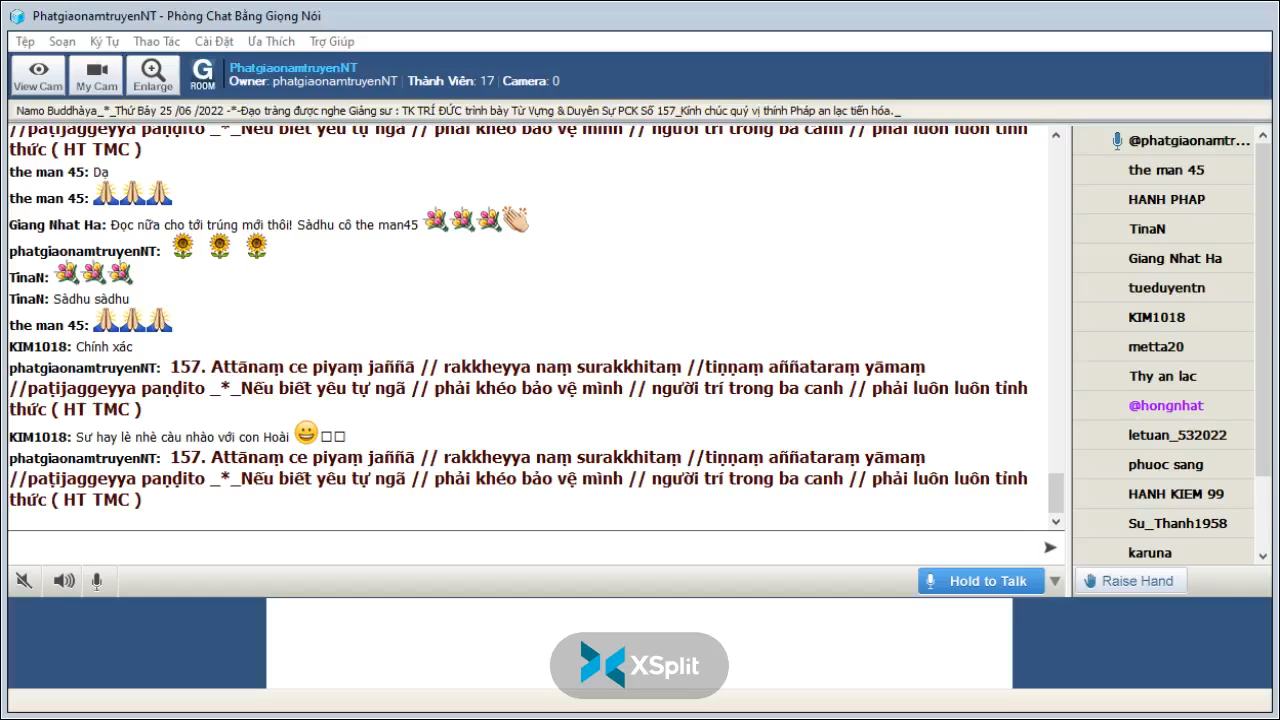 PhatgiaonamtruyenNT - Phòng Chat Bằng Giọng Nói
Tệp Soạn Ký Tự Thao Tác Cài Đặt Ưa Thích Trợ Giúp
View Cam My Cam Enlarge G ROOM
PhatgiaonamtruyenNT
Owner: phatgiaonamtruyenNT Thành Viên: 17 Camera: 0
Namo Buddhàya_*_Thứ Bảy 25 /06 /2022 -*-Đạo tràng được nghe Giảng sư : TK TRÍ ĐỨC trình bày Từ Vựng & Duyên Sự PCK Số 157_Kính chúc quý vị thính Pháp an lạc tiến hóa._
//paṭijaggeyya paṇḍito _*_Nếu biết yêu tự ngã // phải khéo bảo vệ mình // người trí trong ba canh // phải luôn luôn tỉnh
thức ( HT TMC )
the man 45: Dạ
the man 45:
Giang Nhat Ha: Đọc nữa cho tới trúng mới thôi! Sàdhu cô the man45
phatgiaonamtruyenNT:
TinaN:
TinaN: Sàdhu sàdhu
the man 45:
KIM1018: Chính xác
phatgiaonamtruyenNT: 157. Attānaṃ ce piyaṃ jaññā // rakkheyya naṃ surakkhitaṃ //tiṇṇaṃ aññataraṃ yāmaṃ
//paṭijaggeyya paṇḍito _*_Nếu biết yêu tự ngã // phải khéo bảo vệ mình // người trí trong ba canh // phải luôn luôn tỉnh
thức ( HT TMC )
KIM1018: Sư hay lè nhè càu nhào với con Hoài
phatgiaonamtruyenNT: 157. Attānaṃ ce piyaṃ jaññā // rakkheyya naṃ surakkhitaṃ //tiṇṇaṃ aññataraṃ yāmaṃ
//paṭijaggeyya paṇḍito _*_Nếu biết yêu tự ngã // phải khéo bảo vệ mình // người trí trong ba canh // phải luôn luôn tỉnh
thức ( HT TMC )
@phatgiaonamtr...
the man 45
HANH PHAP
TinaN
Giang Nhat Ha
tueduyentn
KIM1018
metta20
Thy an lac
@hongnhat
letuan_532022
phuoc sang
HANH KIEM 99
Su_Thanh1958
karuna
Hold to Talk
Raise Hand
XSplit